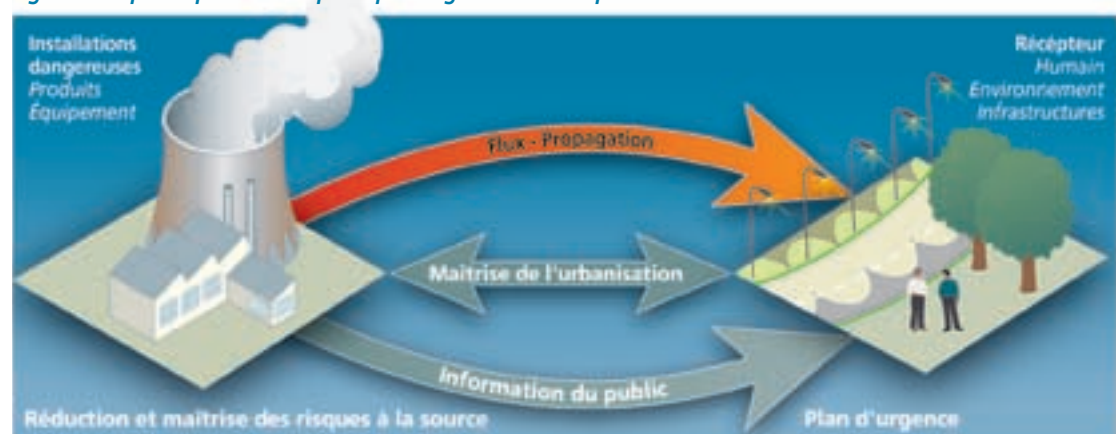 Installations
dangereuses
Produits
Équipement
Récépteur
Humain
Environnement
Infrastructures
Flux - Propagation
Maîtrise de l'urbanisation
Information du public
Réduction et maîtrise des risques à la source
Plan d'urgence